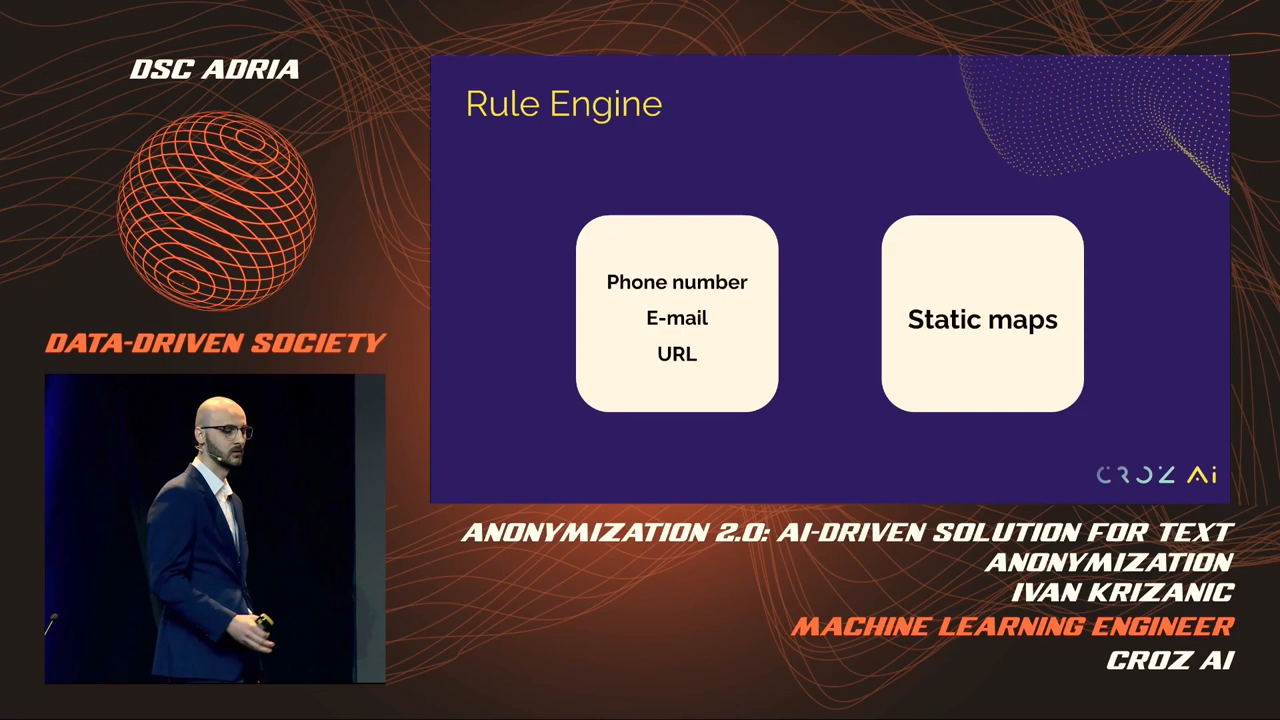 DSC ADRIA
DATA-DRIVEN SOCIETY
Rule Engine
Phone number
E-mail
URL
Static maps
CROZ Ai
ANONYMIZATION 2.0: AI-DRIVEN SOLUTION FOR TEXT
ANONYMIZATION
IVAN KRIZANIC
MACHINE LEARNING ENGINEER
CROZ AI